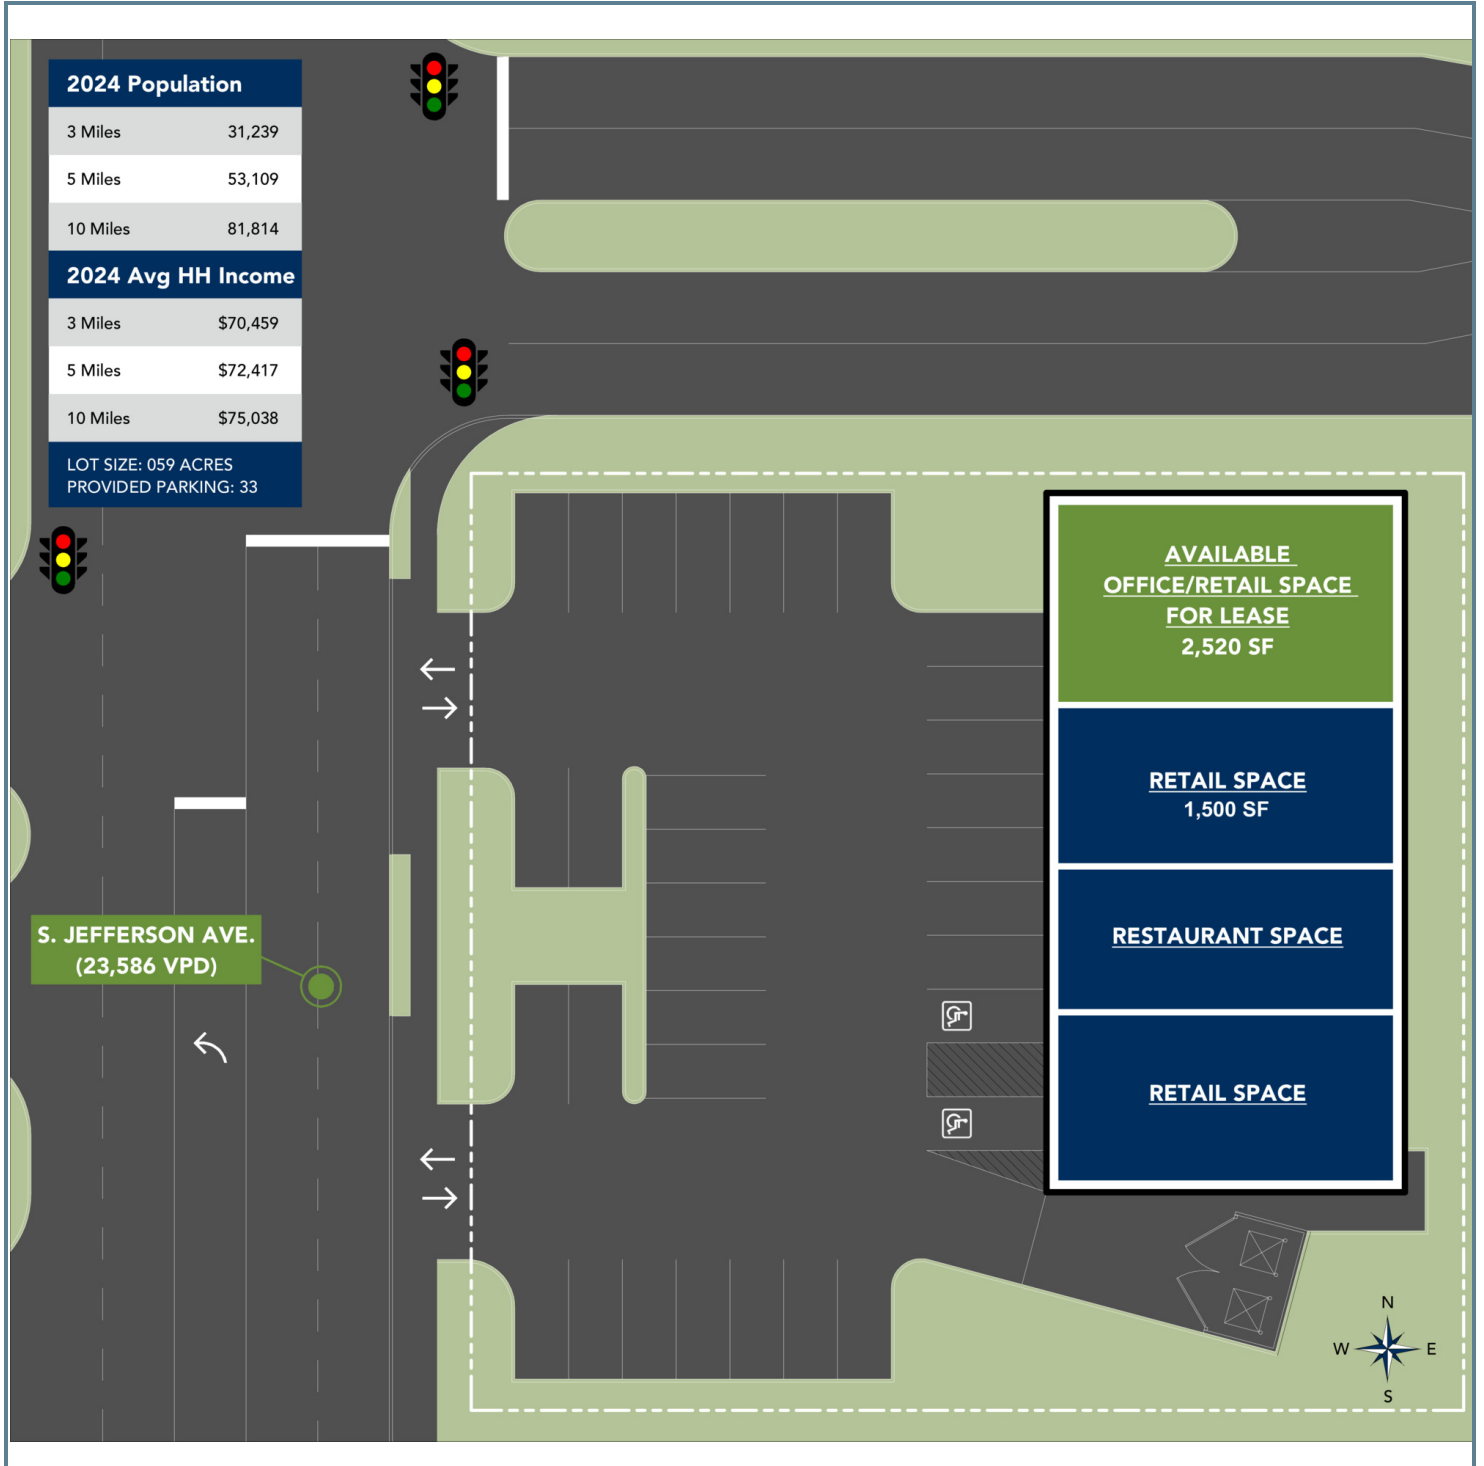 2024 Population
3 Miles 31,239
5 Miles 53,109
10 Miles 81,814
2024 Avg HH Income
3 Miles $70,459
5 Miles $72,417
10 Miles $75,038
LOT SIZE: 059 ACRES
PROVIDED PARKING: 33
AVAILABLE
OFFICE/RETAIL SPACE
FOR LEASE
2,520 SF
RETAIL SPACE
1,500 SF
S. JEFFERSON AVE.
(23,586 VPD)
RESTAURANT SPACE
RETAIL SPACE
N
W E
S